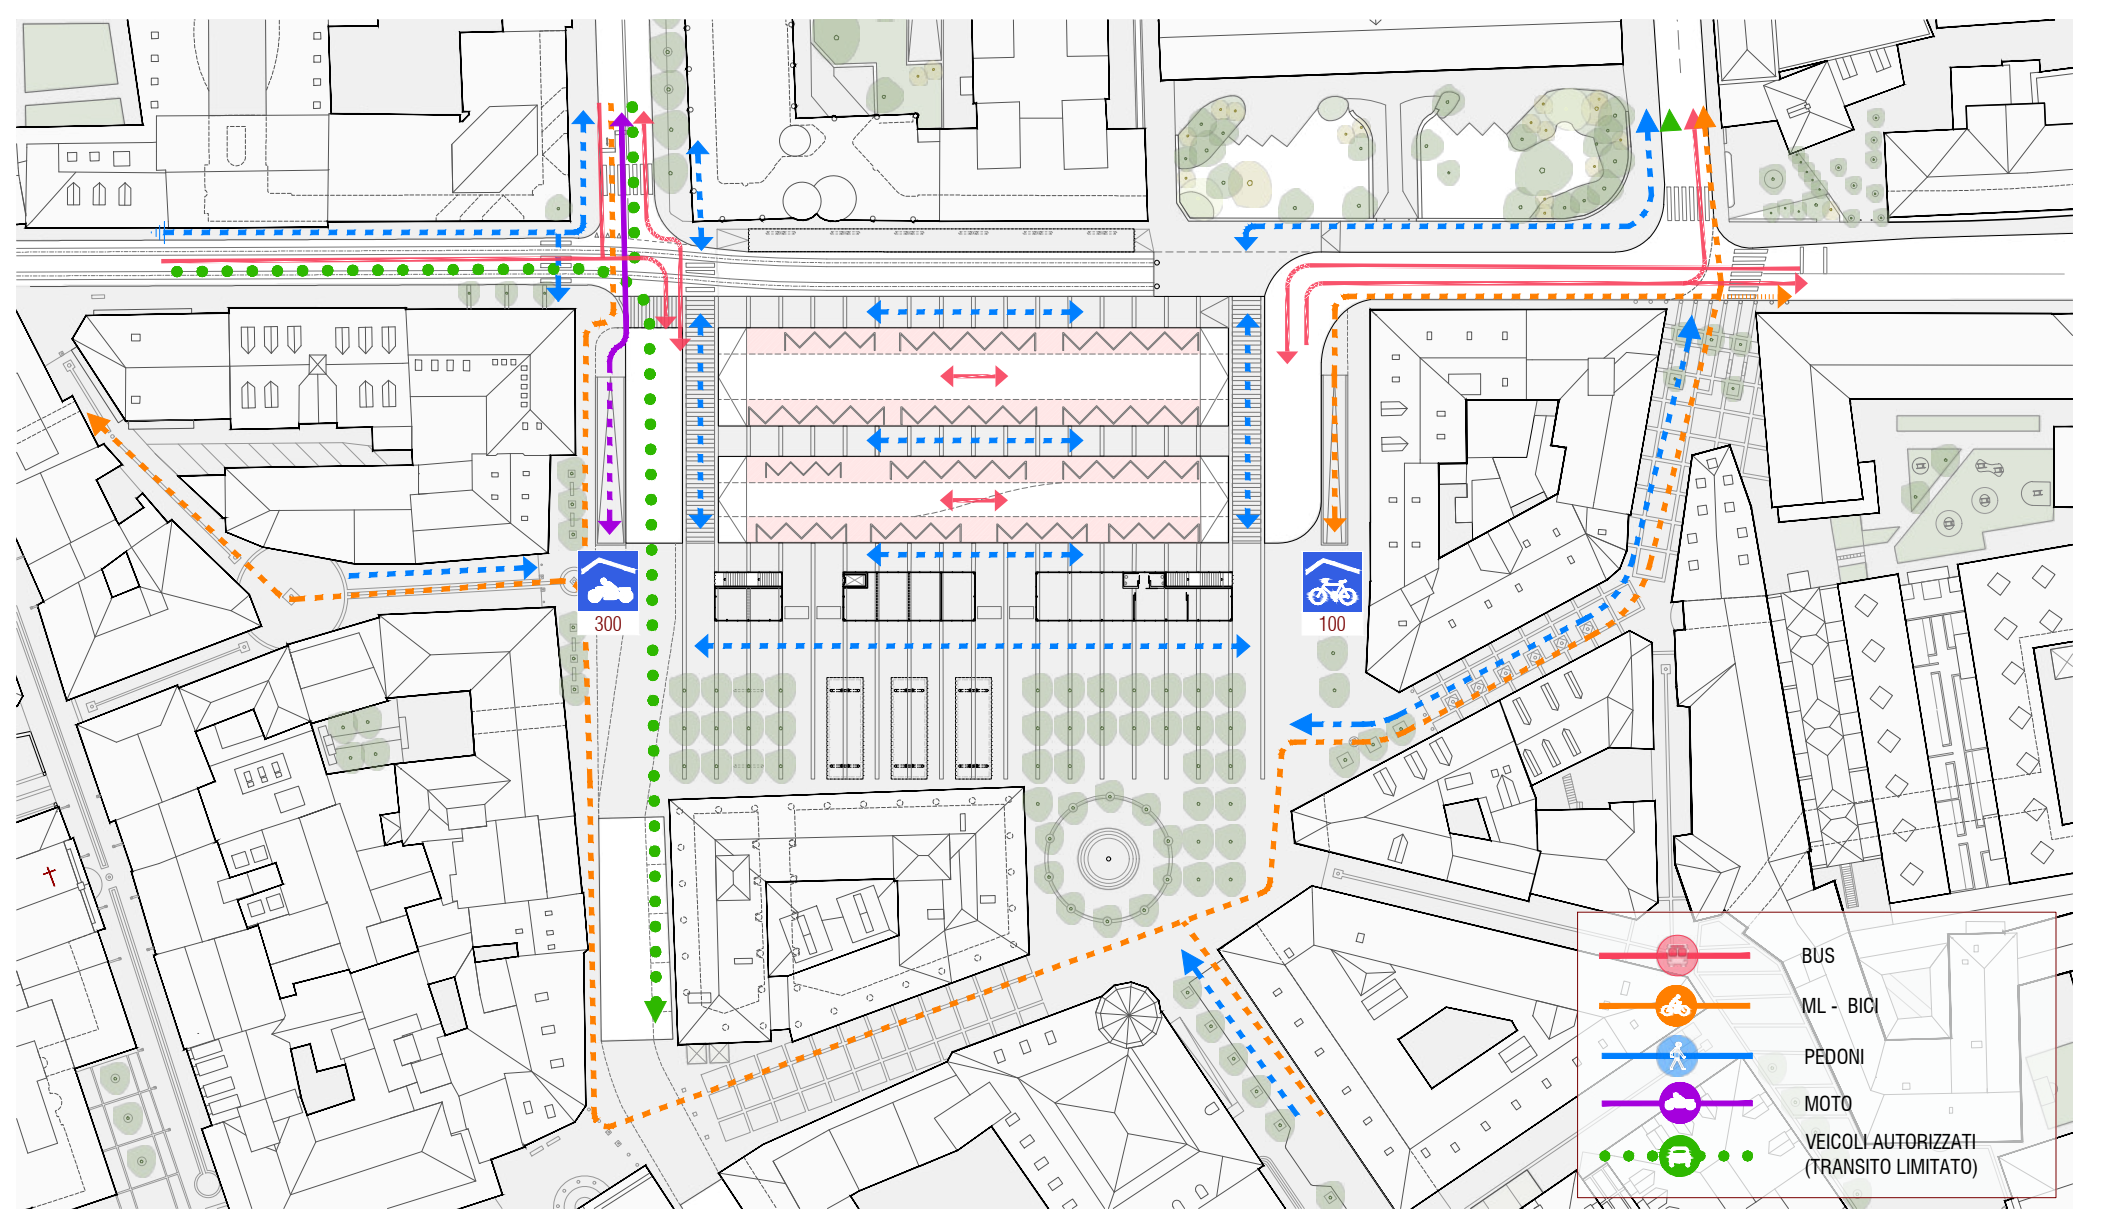 300
100
BUS
ML - BICI
PEDONI
MOTO
VEICOLI AUTORIZZATI
(TRANSITO LIMITATO)